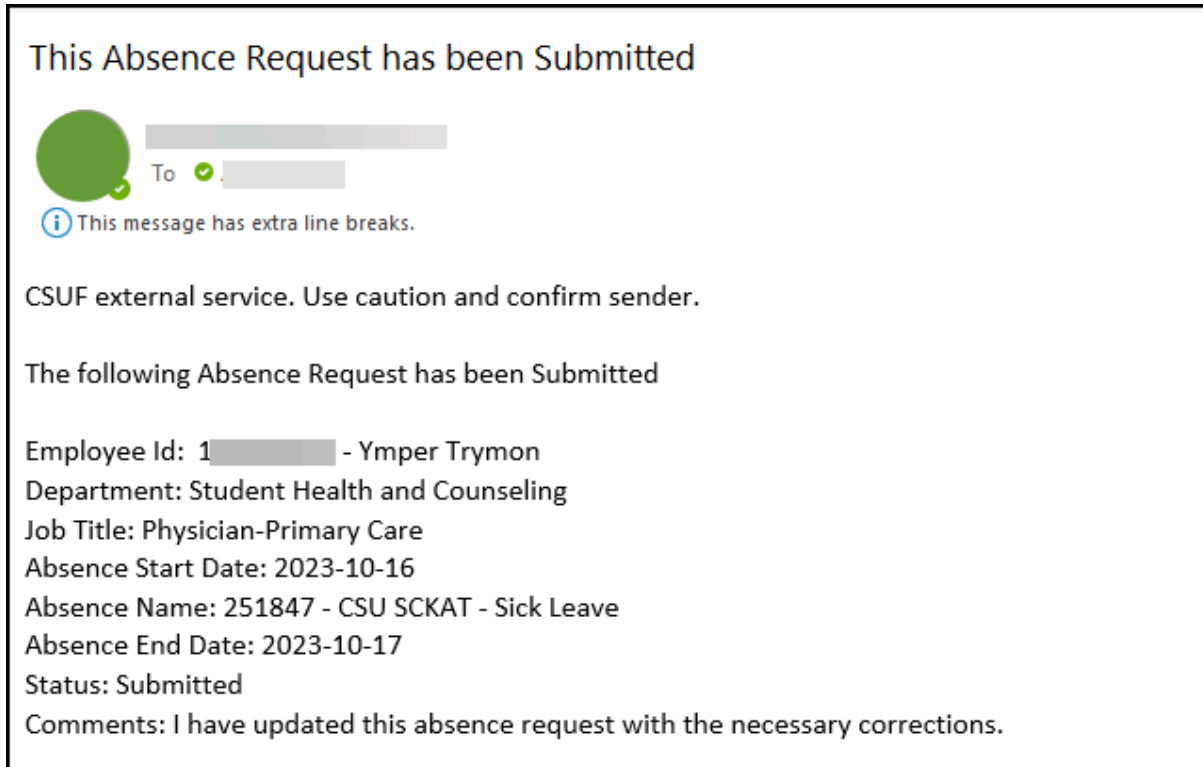 This Absence Request has been Submitted
To
This message has extra line breaks.
CSUF external service. Use caution and confirm sender.
The following Absence Request has been Submitted
Employee Id: 1 - Ymper Trymon
Department: Student Health and Counseling
Job Title: Physician-Primary Care
Absence Start Date: 2023-10-16
Absence Name: 251847 - CSU SCKAT - Sick Leave
Absence End Date: 2023-10-17
Status: Submitted
Comments: I have updated this absence request with the necessary corrections.